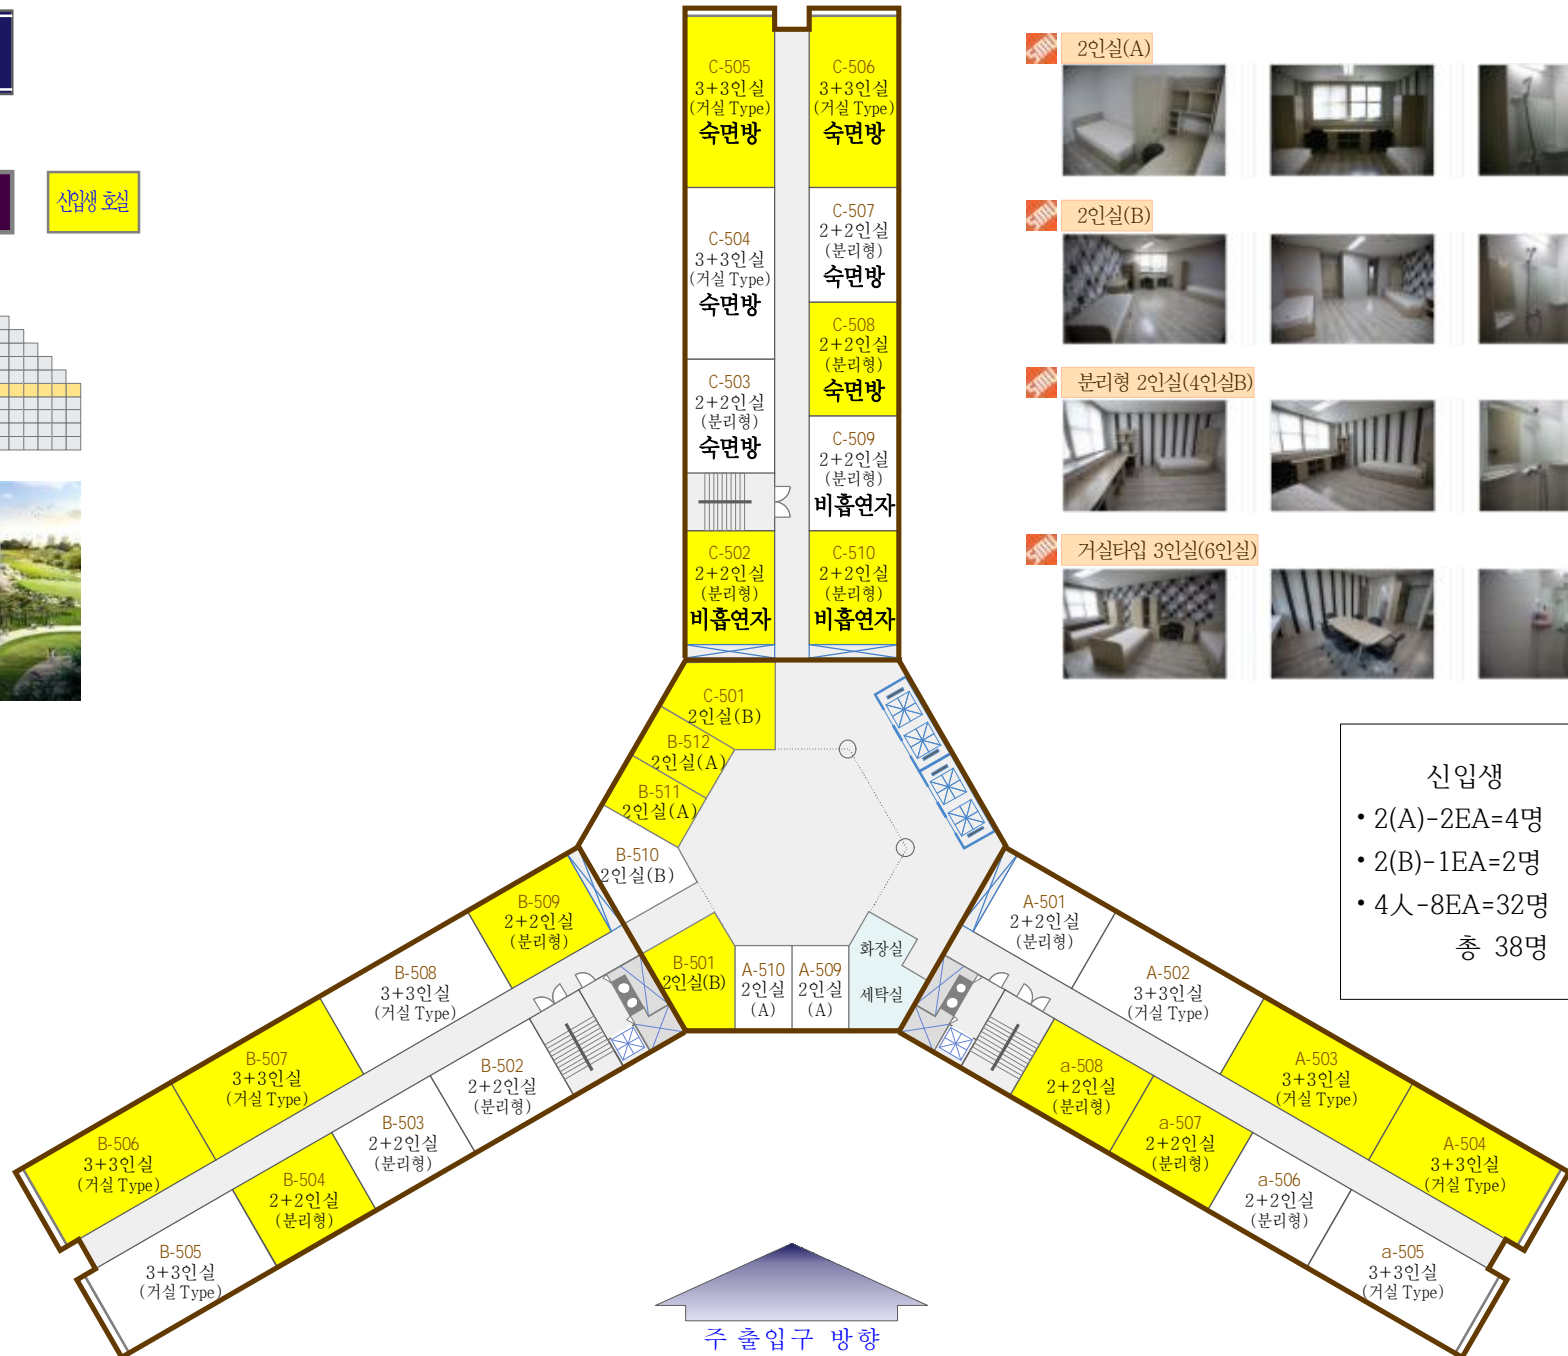 신입생 호실
C-505
3+3인실
(거실 Type)
숙면방
C-506
3+3인실
(거실 Type)
숙면방
C-504
3+3인실
(거실 Type)
숙면방
C-507
2+2인실
(분리형)
숙면방
C-508
2+2인실
(분리형)
숙면방
C-503
2+2인실
(분리형)
숙면방
C-509
2+2인실
(분리형)
비흡연자
C-502
2+2인실
(분리형)
비흡연자
C-510
2+2인실
(분리형)
비흡연자
C-501
2인실(B)
B-512
2인실(A)
B-511
2인실(A)
B-510
2인실(B)
B-509
2+2인실
(분리형)
B-508
3+3인실
(거실 Type)
B-507
3+3인실
(거실 Type)
B-506
3+3인실
(거실 Type)
B-501
2인실(B)
A-510
2인실
(A)
A-509
2인실
(A)
화장실
세탁실
B-502
2+2인실
(분리형)
B-503
2+2인실
(분리형)
B-504
2+2인실
(분리형)
B-505
3+3인실
(거실 Type)
A-501
2+2인실
(분리형)
A-502
3+3인실
(거실 Type)
A-503
3+3인실
(거실 Type)
A-504
3+3인실
(거실 Type)
a-508
2+2인실
(분리형)
a-507
2+2인실
(분리형)
a-506
2+2인실
(분리형)
a-505
3+3인실
(거실 Type)
주 출입구 방향
SMU 2인실(A)
SMU 2인실(B)
SMU 분리형 2인실(4인실B)
SMU 거실타입 3인실(6인실)
신입생
• 2(A)-2EA=4명
• 2(B)-1EA=2명
• 4人-8EA=32명
총 38명